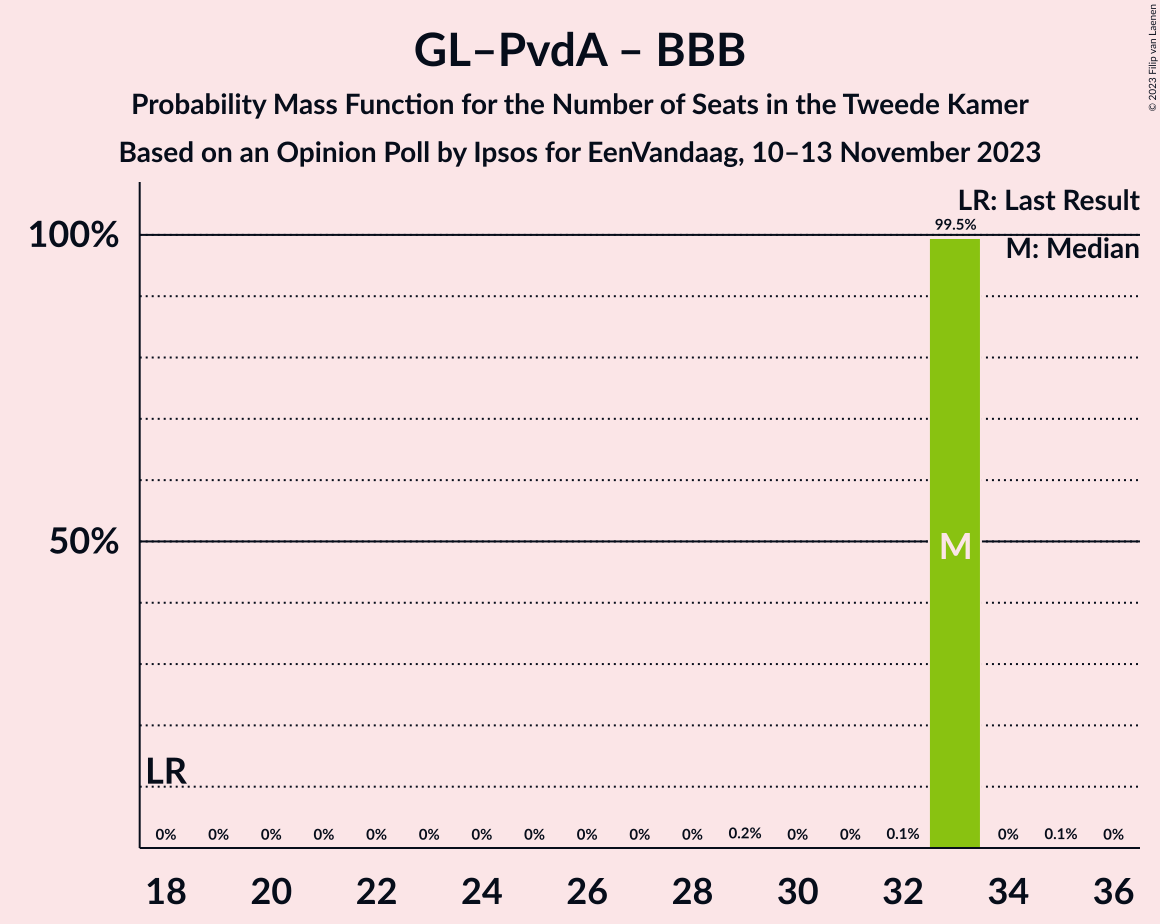 GL–PvdA – BBB
Probability Mass Function for the Number of Seats in the Tweede Kamer
Based on an Opinion Poll by Ipsos for EenVandaag, 10–13 November 2023
© 2023 Filip van Laenen
LR: Last Result
M: Median
100%
50%
99.5%
M
LR
0% 0% 0% 0% 0% 0% 0% 0% 0% 0% 0% 0.2% 0% 0% 0.1% 0% 0.1% 0%
18 20 22 24 26 28 30 32 34 36